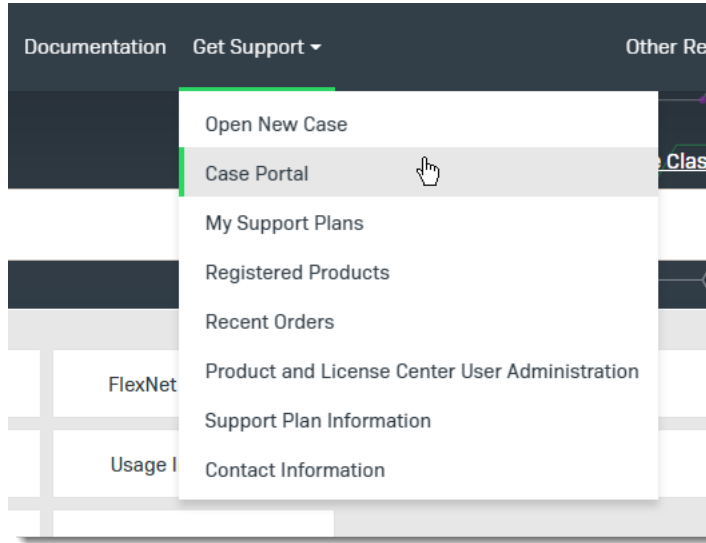 Documentation Get Support Other Re
Open New Case
Clas
Case Portal
My Support Plans
Registered Products
Recent Orders
Product and License Center User Administration
FlexNet
Support Plan Information
Usage I
Contact Information